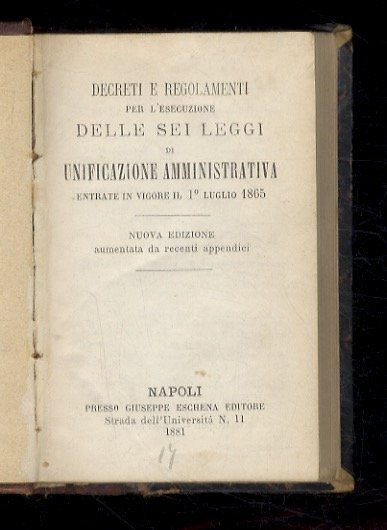 DECRETI E REGOLAMENTI
PER L'ESECUZIONE
DELLE SEI LEGGI
DI
UNIFICAZIONE AMMINISTRATIVA
ENTRATE IN VIGORE IL 1º LUGLIO 1865
NUOVA EDIZIONE
aumentata da recenti appendici
NAPOLI
PRESSO GIUSEPPE ESCHENA EDITORE
Strada dell'Università N. 11
1881
17